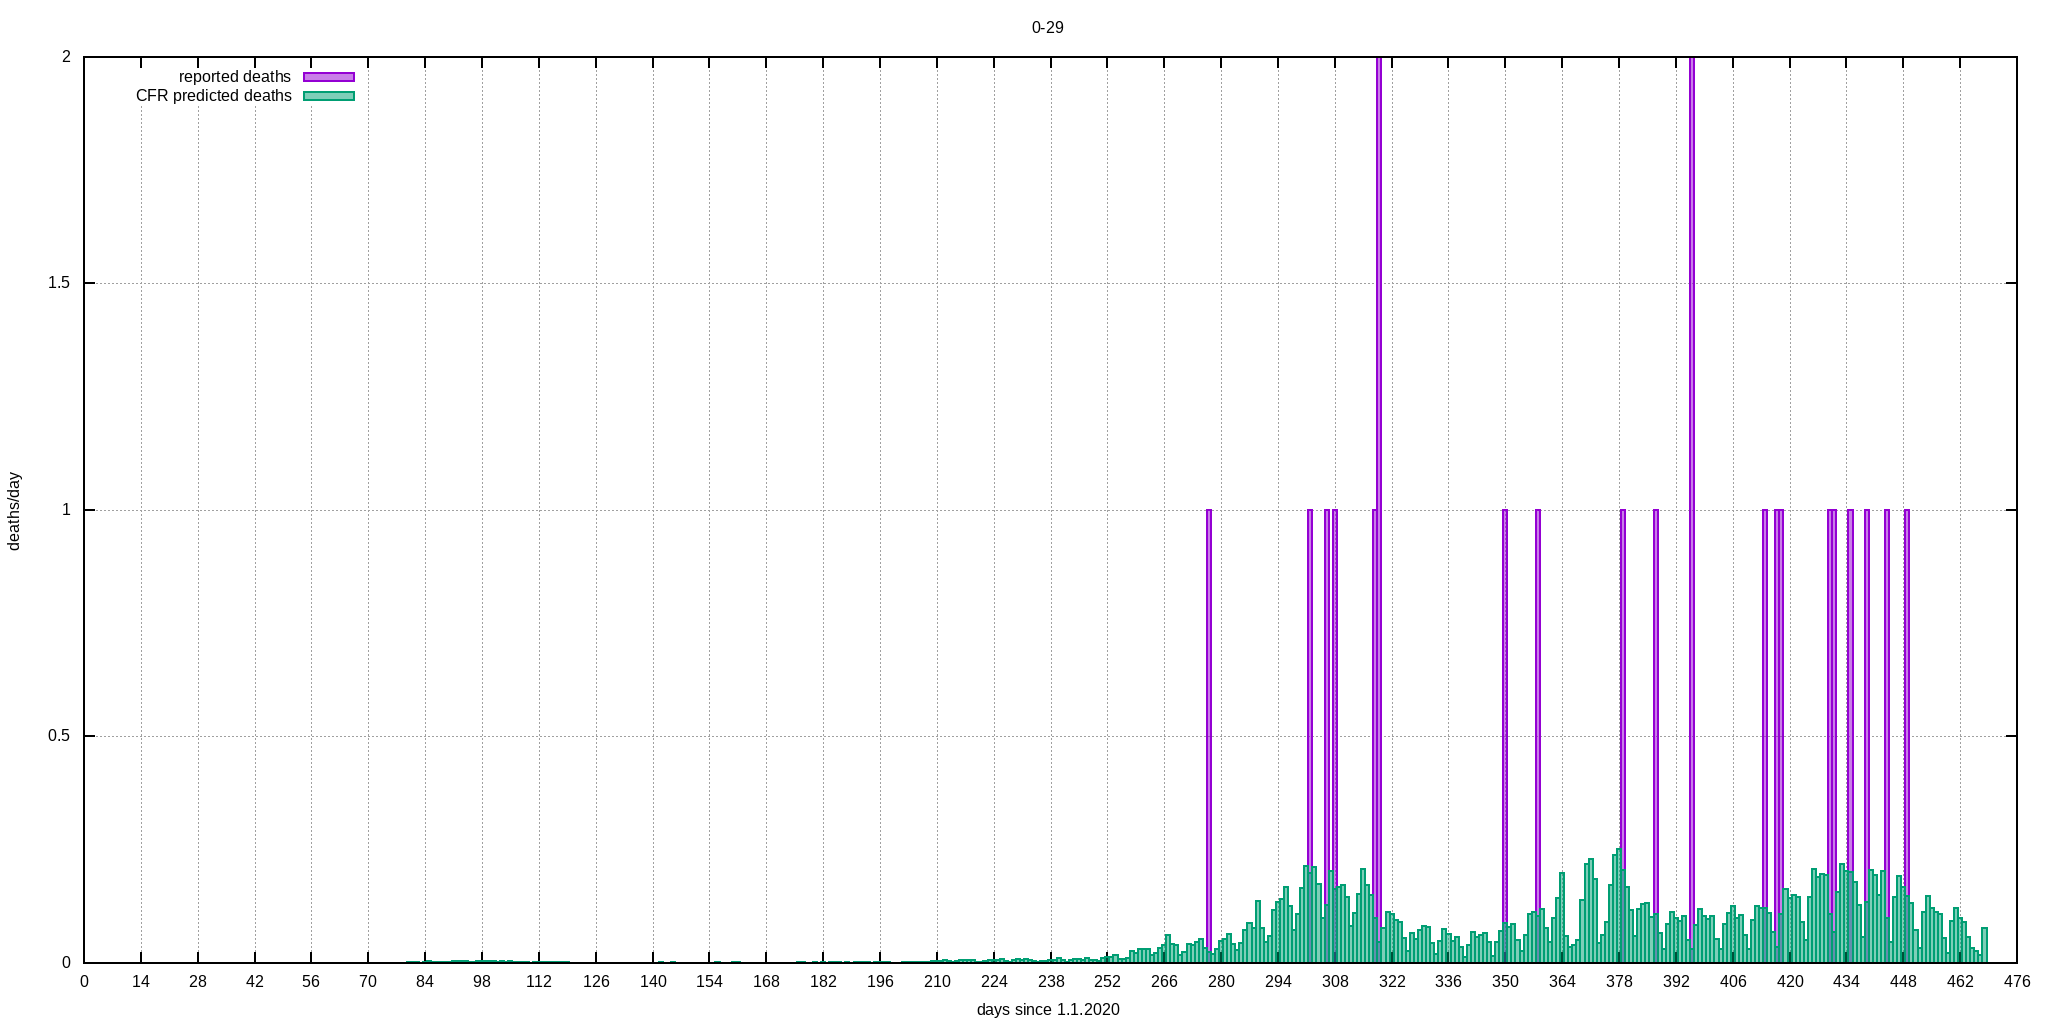 0-29
reported deaths
CFR predicted deaths
2
1.5
1
0.5
0
deaths/day
0 14 28 42 56 70 84 98 112 126 140 154 168 182 196 210 224 238 252 266 280 294 308 322 336 350 364 378 392 406 420 434 448 462 476
days since 1.1.2020